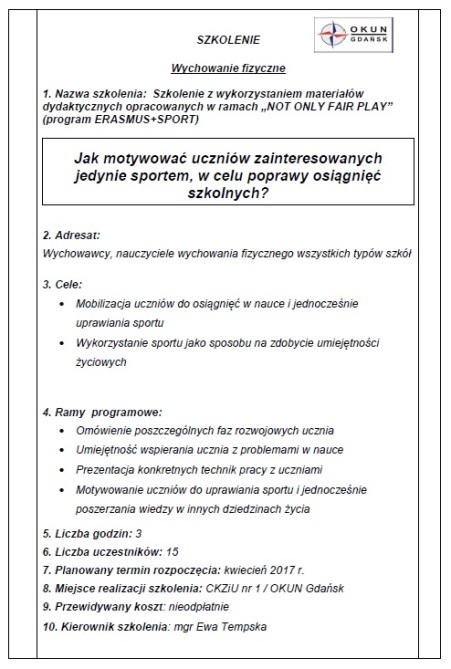 OKUN
GDAŃSK
SZKOLENIE
Wychowanie fizyczne
1. Nazwa szkolenia: Szkolenie z wykorzystaniem materiałów
dydaktycznych opracowanych w ramach „NOT ONLY FAIR PLAY”
(program ERASMUS+SPORT)
Jak motywować uczniów zainteresowanych
jedynie sportem, w celu poprawy osiągnięć
szkolnych?
2. Adresat:
Wychowawcy, nauczyciele wychowania fizycznego wszystkich typów szkół
3. Cele:
• Mobilizacja uczniów do osiągnięć w nauce i jednocześnie
uprawiania sportu
• Wykorzystanie sportu jako sposobu na zdobycie umiejętności
życiowych
4. Ramy programowe:
• Omówienie poszczególnych faz rozwojowych ucznia
• Umiejętność wspierania ucznia z problemami w nauce
• Prezentacja konkretnych technik pracy z uczniami
• Motywowanie uczniów do uprawiania sportu i jednocześnie
poszerzania wiedzy w innych dziedzinach życia
5. Liczba godzin: 3
6. Liczba uczestników: 15
7. Planowany termin rozpoczęcia: kwiecień 2017 r.
8. Miejsce realizacji szkolenia: CKZiU nr 1 / OKUN Gdańsk
9. Przewidywany koszt: nieodpłatnie
10. Kierownik szkolenia: mgr Ewa Tempska